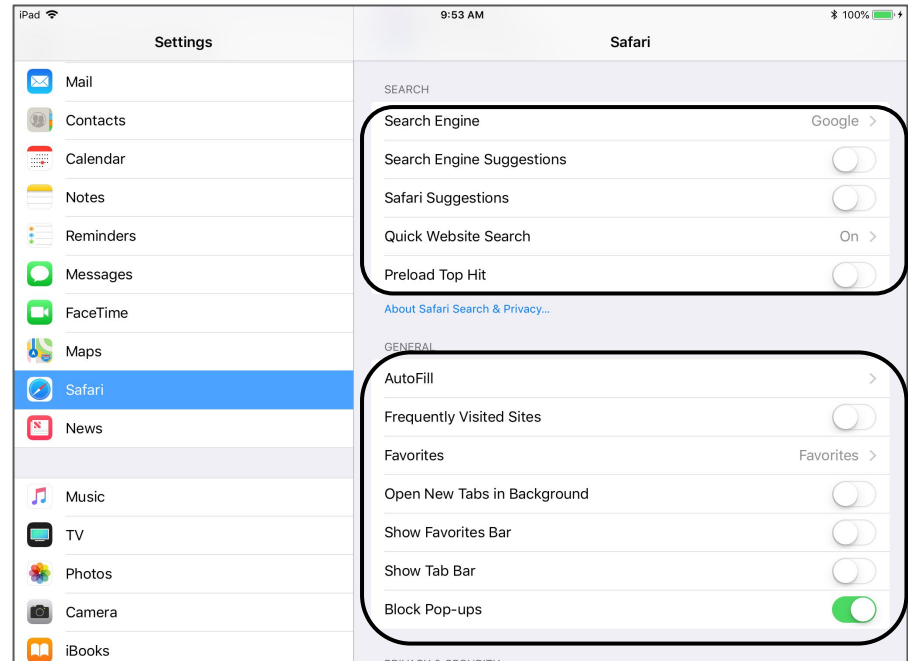 iPad 9:53 AM 100%
Settings
Safari
Mail
Contacts
Calendar
Notes
Reminders
Messages
FaceTime
Maps
Safari
News
Music
TV
Photos
Camera
iBooks
SEARCH
Search Engine Google
Search Engine Suggestions
Safari Suggestions
Quick Website Search On
Preload Top Hit
About Safari Search & Privacy...
GENERAL
AutoFill
Frequently Visited Sites
Favorites Favorites
Open New Tabs in Background
Show Favorites Bar
Show Tab Bar
Block Pop-ups
PRIVACY & SECURITY